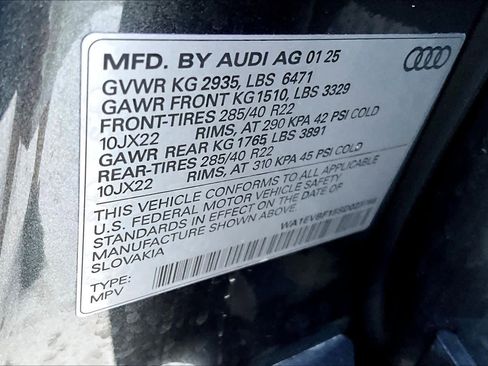 MFD. BY AUDI AG 01 25
GVWR KG 2935, LBS 6471
GAWR FRONT KG 1510, LBS 3329
FRONT-TIRES 285/40 R22
10JX22 RIMS, AT 290 KPA 42 PSI COLD
GAWR REAR KG 1765, LBS 3891
REAR-TIRES 285/40 R22
10JX22 RIMS, AT 310 KPA 45 PSI COLD
THIS VEHICLE CONFORMS TO ALL APPLICABLE
U.S. FEDERAL MOTOR VEHICLE SAFETY
STANDARDS IN EFFECT ON THE DATE OF
MANUFACTURE SHOWN ABOVE.
SLOVAKIA
TYPE:
MPV